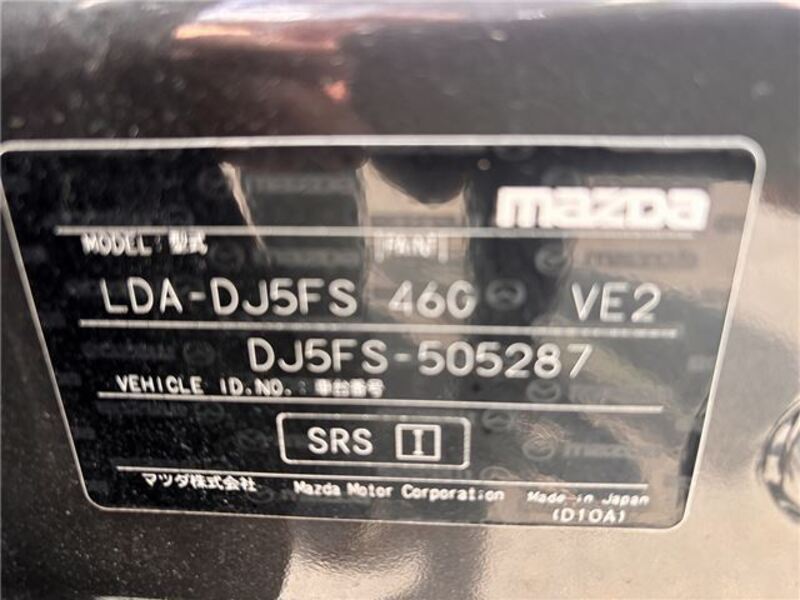 mazda
MODEL : 型式
LDA-DJ5FS 46G VE2
DJ5FS-505287
VEHICLE ID.NO. : 車台番号
SRS I
マツダ株式会社 Mazda Motor Corporation Made in Japan
(D10A)